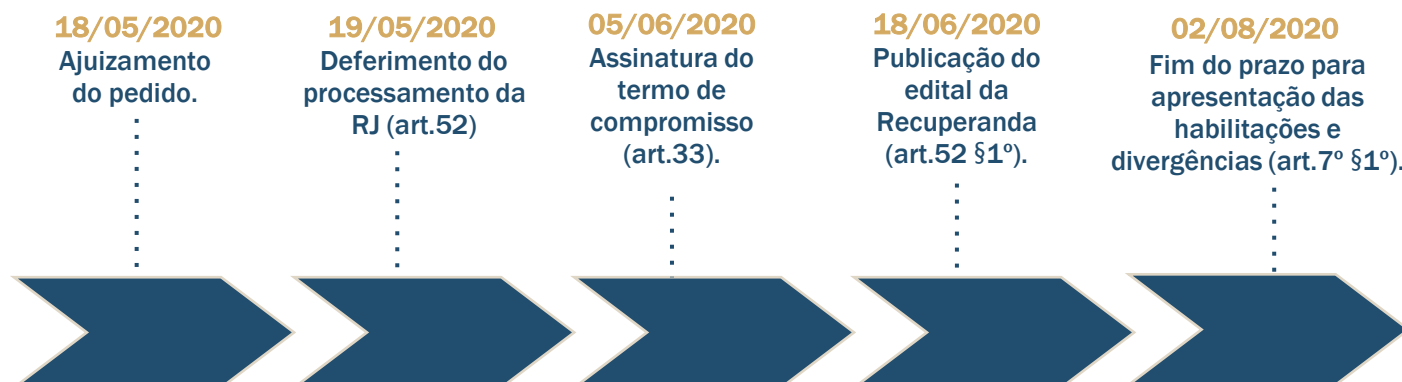 18/05/2020
Ajuizamento
do pedido.
19/05/2020
Deferimento do
processamento da
RJ (art.52)
05/06/2020
Assinatura do
termo de
compromisso
(art.33).
18/06/2020
Publicação do
edital da
Recuperanda
(art.52 §1º).
02/08/2020
Fim do prazo para
apresentação das
habilitações e
divergências (art.7º §1º).